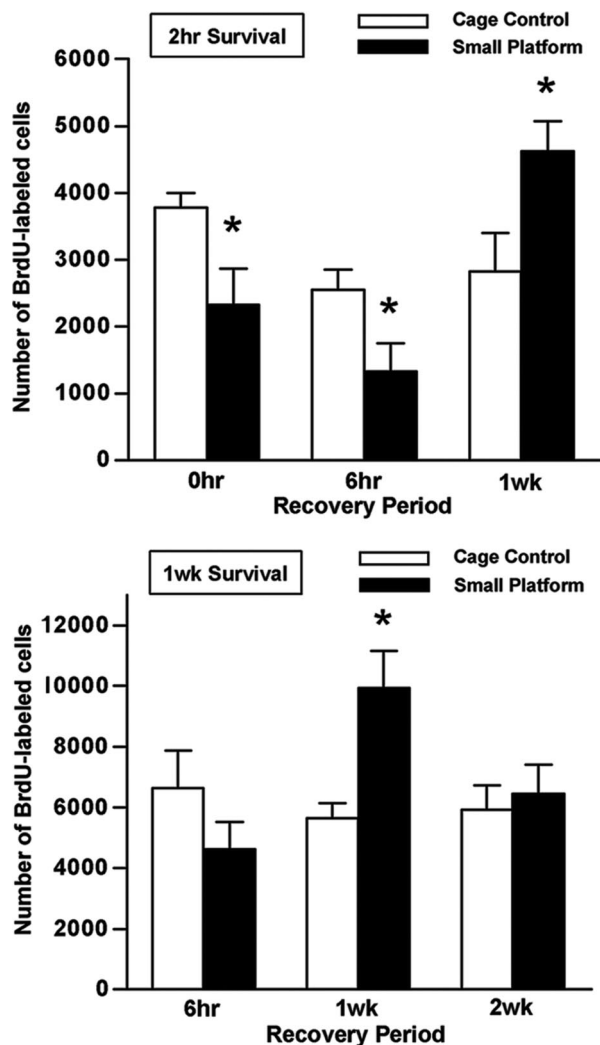 2hr Survival
Cage Control
Small Platform
Number of BrdU-labeled cells
6000
5000
4000
3000
2000
1000
0
*
*
*
0hr 6hr 1wk
Recovery Period
1wk Survival
Cage Control
Small Platform
Number of BrdU-labeled cells
12000
10000
8000
6000
4000
2000
0
*
6hr 1wk 2wk
Recovery Period